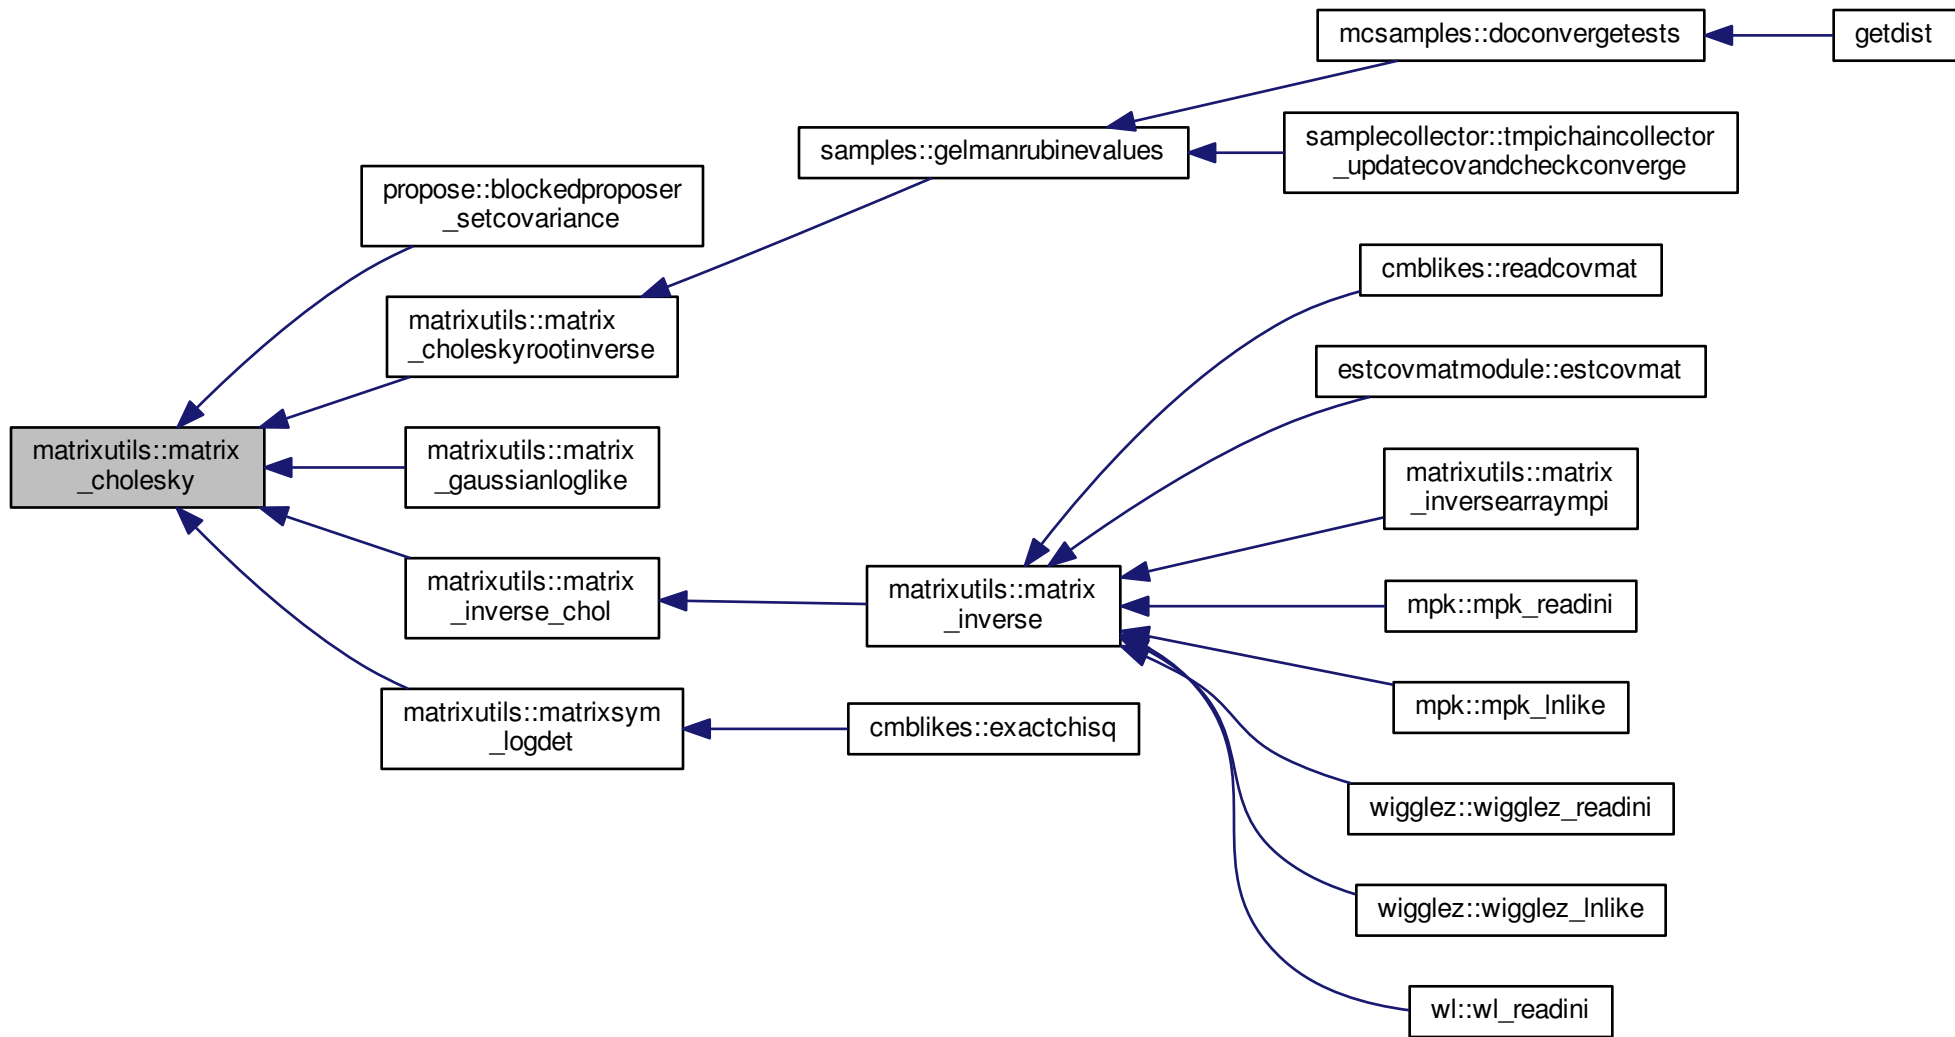 mcsamples::doconvergetests
getdist
samplecollector::tmpichaincollector
_updatecovandcheckconverge
samples::gelmanrubinevalues
propose::blockedproposer
_setcovariance
cmblikes::readcovmat
matrixutils::matrix
_choleskyrootinverse
estcovmatmodule::estcovmat
matrixutils::matrix
_cholesky
matrixutils::matrix
_gaussianloglike
matrixutils::matrix
_inversearraympi
matrixutils::matrix
_inverse_chol
matrixutils::matrix
_inverse
mpk::mpk_readini
mpk::mpk_lnlike
matrixutils::matrixsym
_logdet
cmblikes::exactchisq
wigglez::wigglez_readini
wigglez::wigglez_lnlike
wl::wl_readini